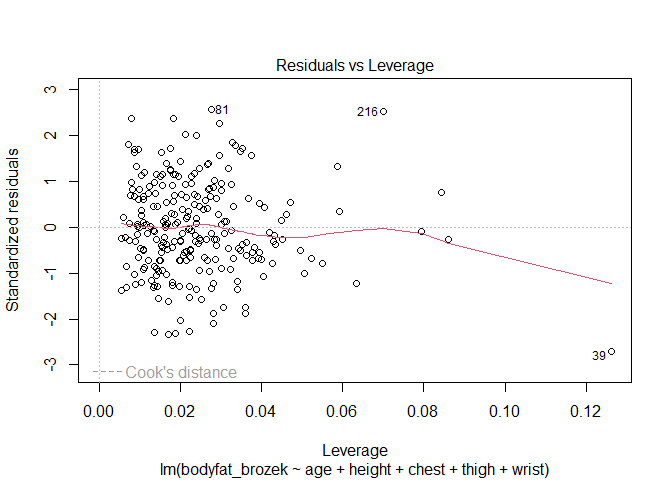 Residuals vs Leverage
Standardized residuals
3
2
1
0
-1
-2
-3
81
216
39
Cook's distance
0.00 0.02 0.04 0.06 0.08 0.10 0.12
Leverage
lm(bodyfat_brozek ~ age + height + chest + thigh + wrist)